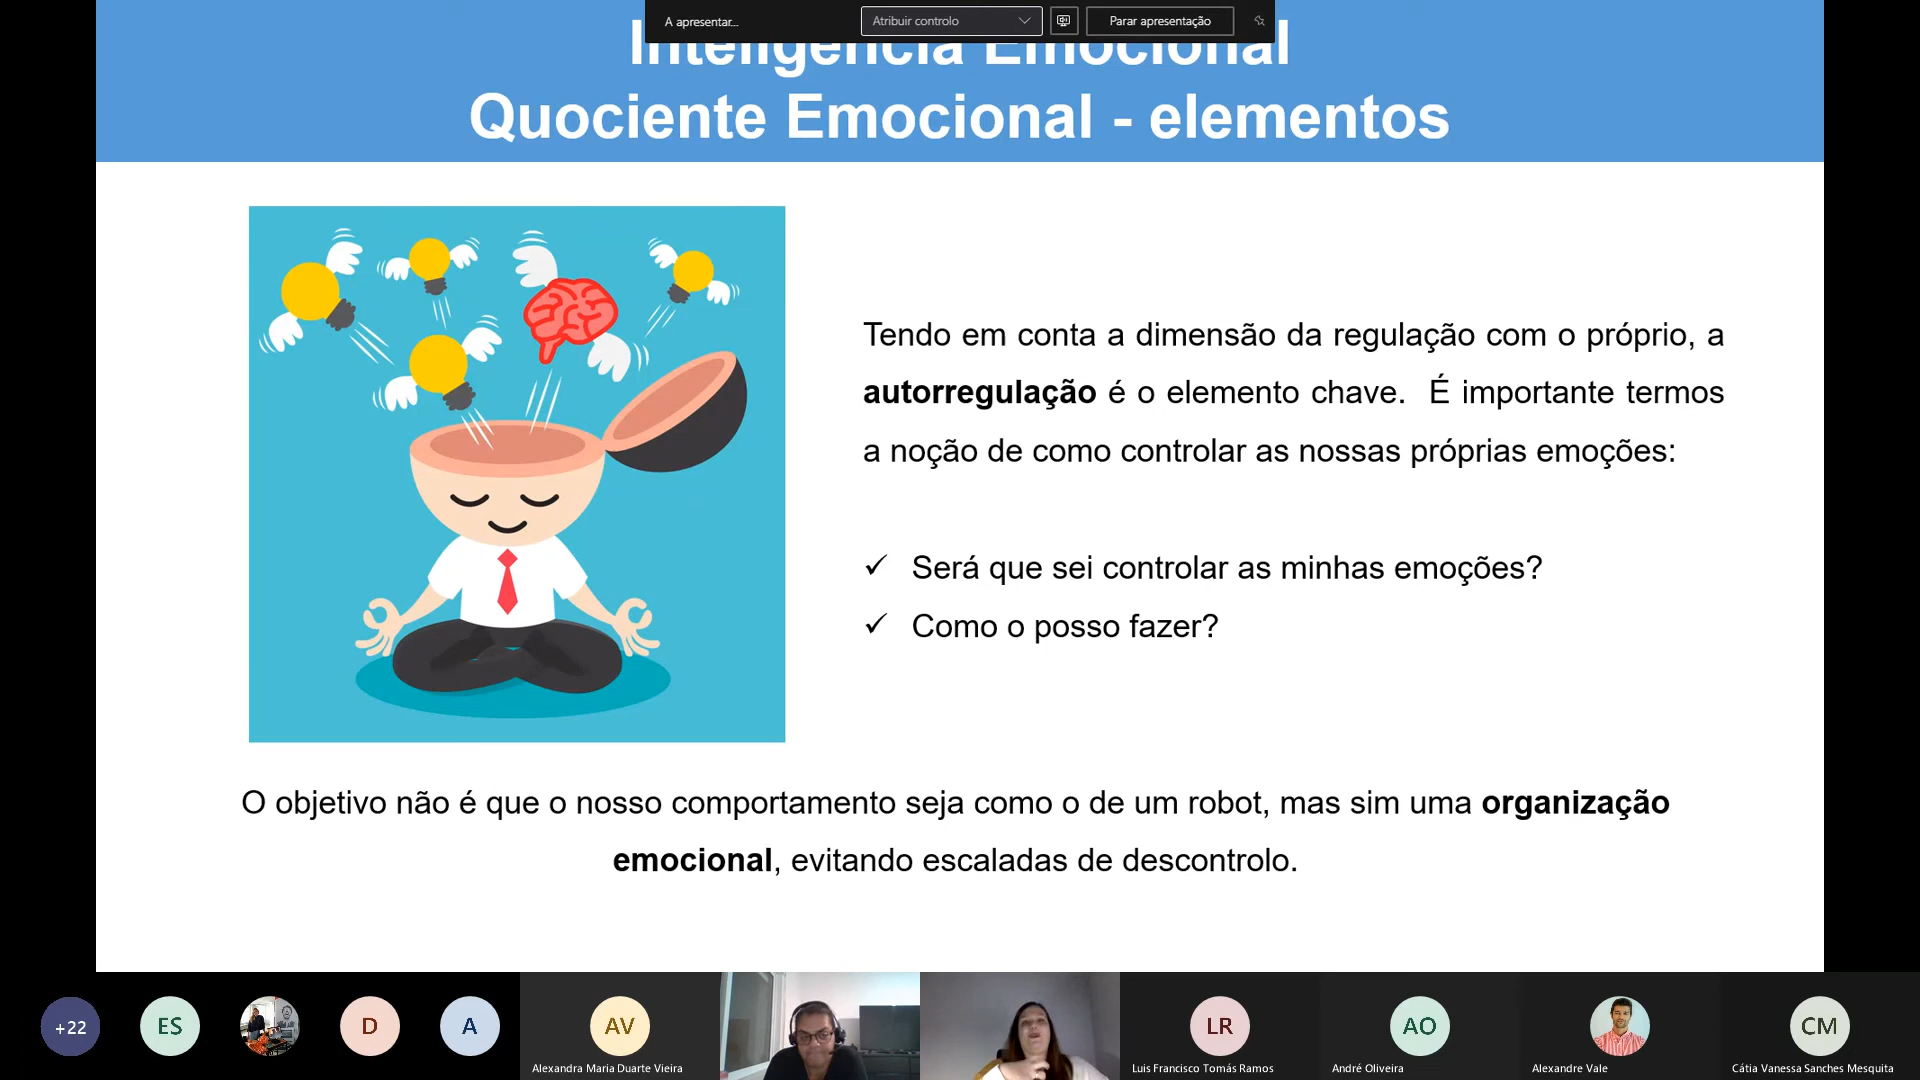 A apresentar...
Atribuir controlo
Parar apresentação
Inteligência Emocional
Quociente Emocional - elementos
Tendo em conta a dimensão da regulação com o próprio, a
autorregulação é o elemento chave. É importante termos
a noção de como controlar as nossas próprias emoções:
✓ Será que sei controlar as minhas emoções?
✓ Como o posso fazer?
O objetivo não é que o nosso comportamento seja como o de um robot, mas sim uma organização
emocional, evitando escaladas de descontrolo.
+22
ES
D
A
AV
LR
AO
CM
Alexandra Maria Duarte Vieira
Luis Francisco Tomás Ramos
André Oliveira
Alexandre Vale
Cátia Vanessa Sanches Mesquita